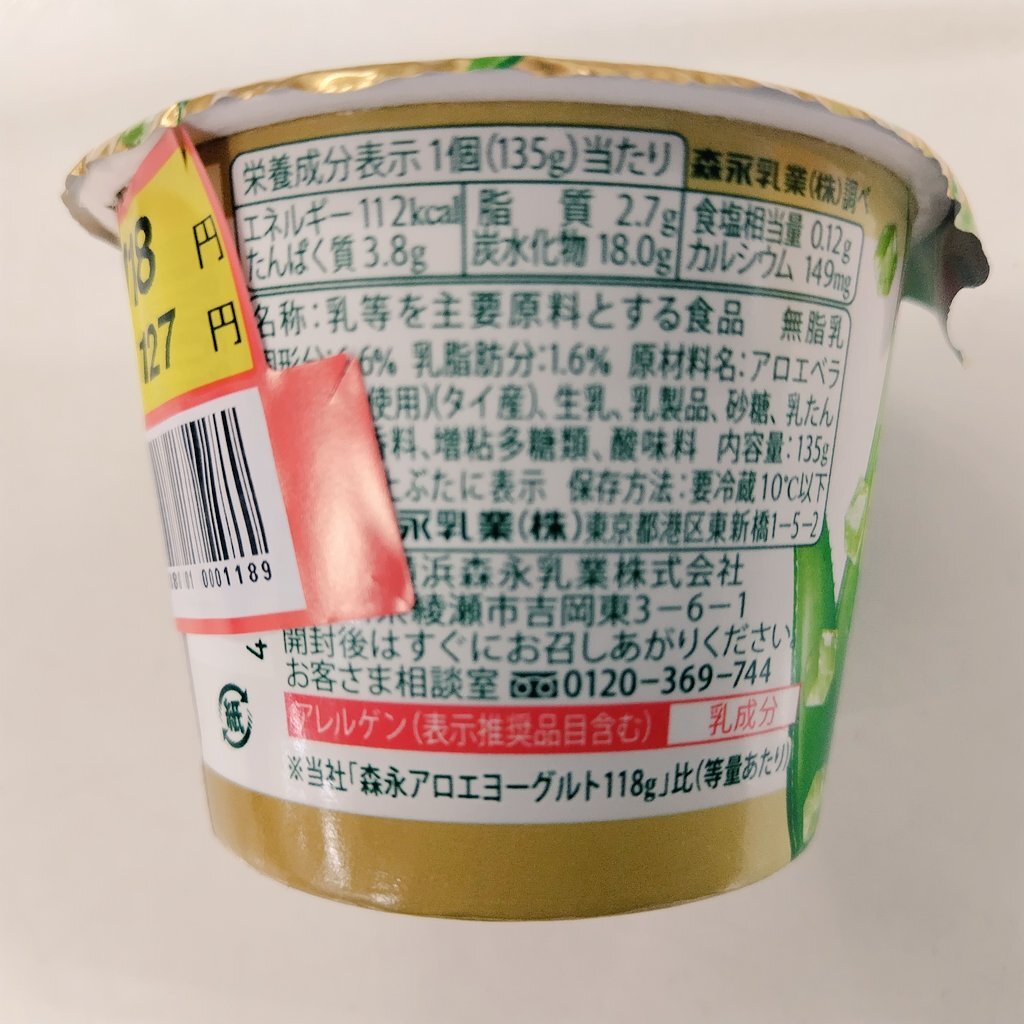 栄養成分表示 1個(135g)当たり 森永乳業(株)調べ
エネルギー 112kcal 脂 質 2.7g 食塩相当量 0.12g
たんぱく質 3.8g 炭水化物 18.0g カルシウム 149mg
18 円
127 円
名称:乳等を主要原料とする食品 無脂乳
固形分: 6% 乳脂肪分:1.6% 原材料名:アロエベラ
使用)(タイ産)、生乳、乳製品、砂糖、乳たん
料、増粘多糖類、酸味料 内容量:135g
ぶたに表示 保存方法:要冷蔵10℃以下
永乳業(株)東京都港区東新橋1-5-2
浜森永乳業株式会社
県綾瀬市吉岡東3-6-1
開封後はすぐにお召しあがりください。
お客さま相談室 0120-369-744
アレルゲン(表示推奨品目含む) 乳成分
※当社「森永アロエヨーグルト118g」比(等量あたり)
01 0001189
カ
紙